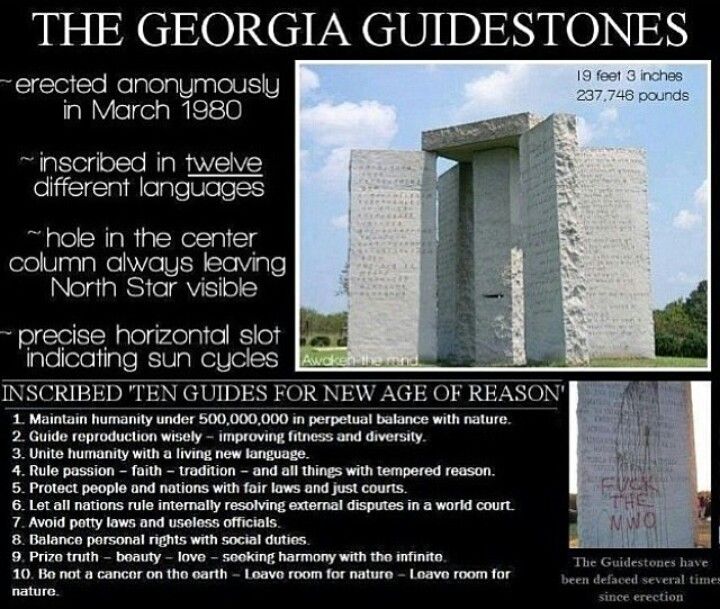 THE GEORGIA GUIDESTONES
~erected anonymously
in March 1980
~inscribed in twelve
different languages
~hole in the center
column always leaving
North Star visible
~precise horizontal slot
indicating sun cycles
19 feet 3 inches
237,746 pounds
Awaken the mind
INSCRIBED 'TEN GUIDES FOR NEW AGE OF REASON'
1. Maintain humanity under 500,000,000 in perpetual balance with nature.
2. Guide reproduction wisely – improving fitness and diversity.
3. Unite humanity with a living new language.
4. Rule passion – faith – tradition – and all things with tempered reason.
5. Protect people and nations with fair laws and just courts.
6. Let all nations rule internally resolving external disputes in a world court.
7. Avoid petty laws and useless officials.
8. Balance personal rights with social duties.
9. Prize truth – beauty – love – seeking harmony with the infinite.
10. Be not a cancer on the earth – Leave room for nature – Leave room for
nature.
FUCK
THE
NWO
The Guidestones have
been defaced several times
since erection